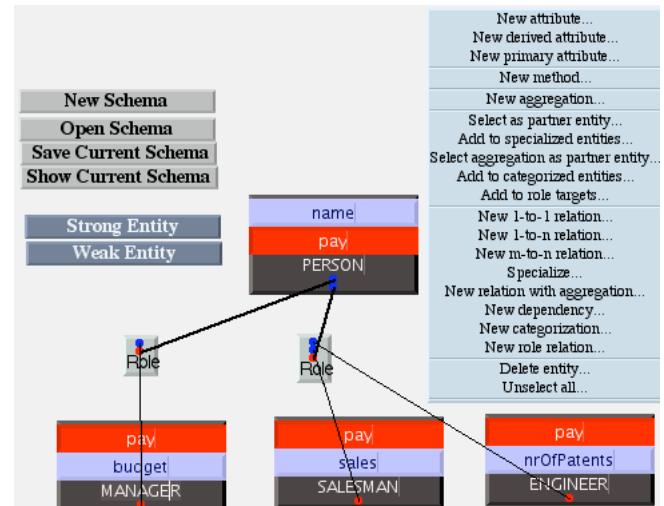 New Schema
Open Schema
Save Current Schema
Show Current Schema
Strong Entity
Weak Entity
New attribute...
New derived attribute...
New primary attribute...
New method...
New aggregation...
Select as partner entity...
Add to specialized entities...
Select aggregation as partner entity...
Add to categorized entities...
Add to role targets...
New 1-to-1 relation...
New 1-to-n relation...
New m-to-n relation...
Specialize...
New relation with aggregation...
New dependency...
New categorization...
New role relation...
Delete entity...
Unselect all...
name
pay
PERSON
Role
Role
pay
budget
MANAGER
pay
sales
SALESMAN
pay
nrOfPatents
ENGINEER